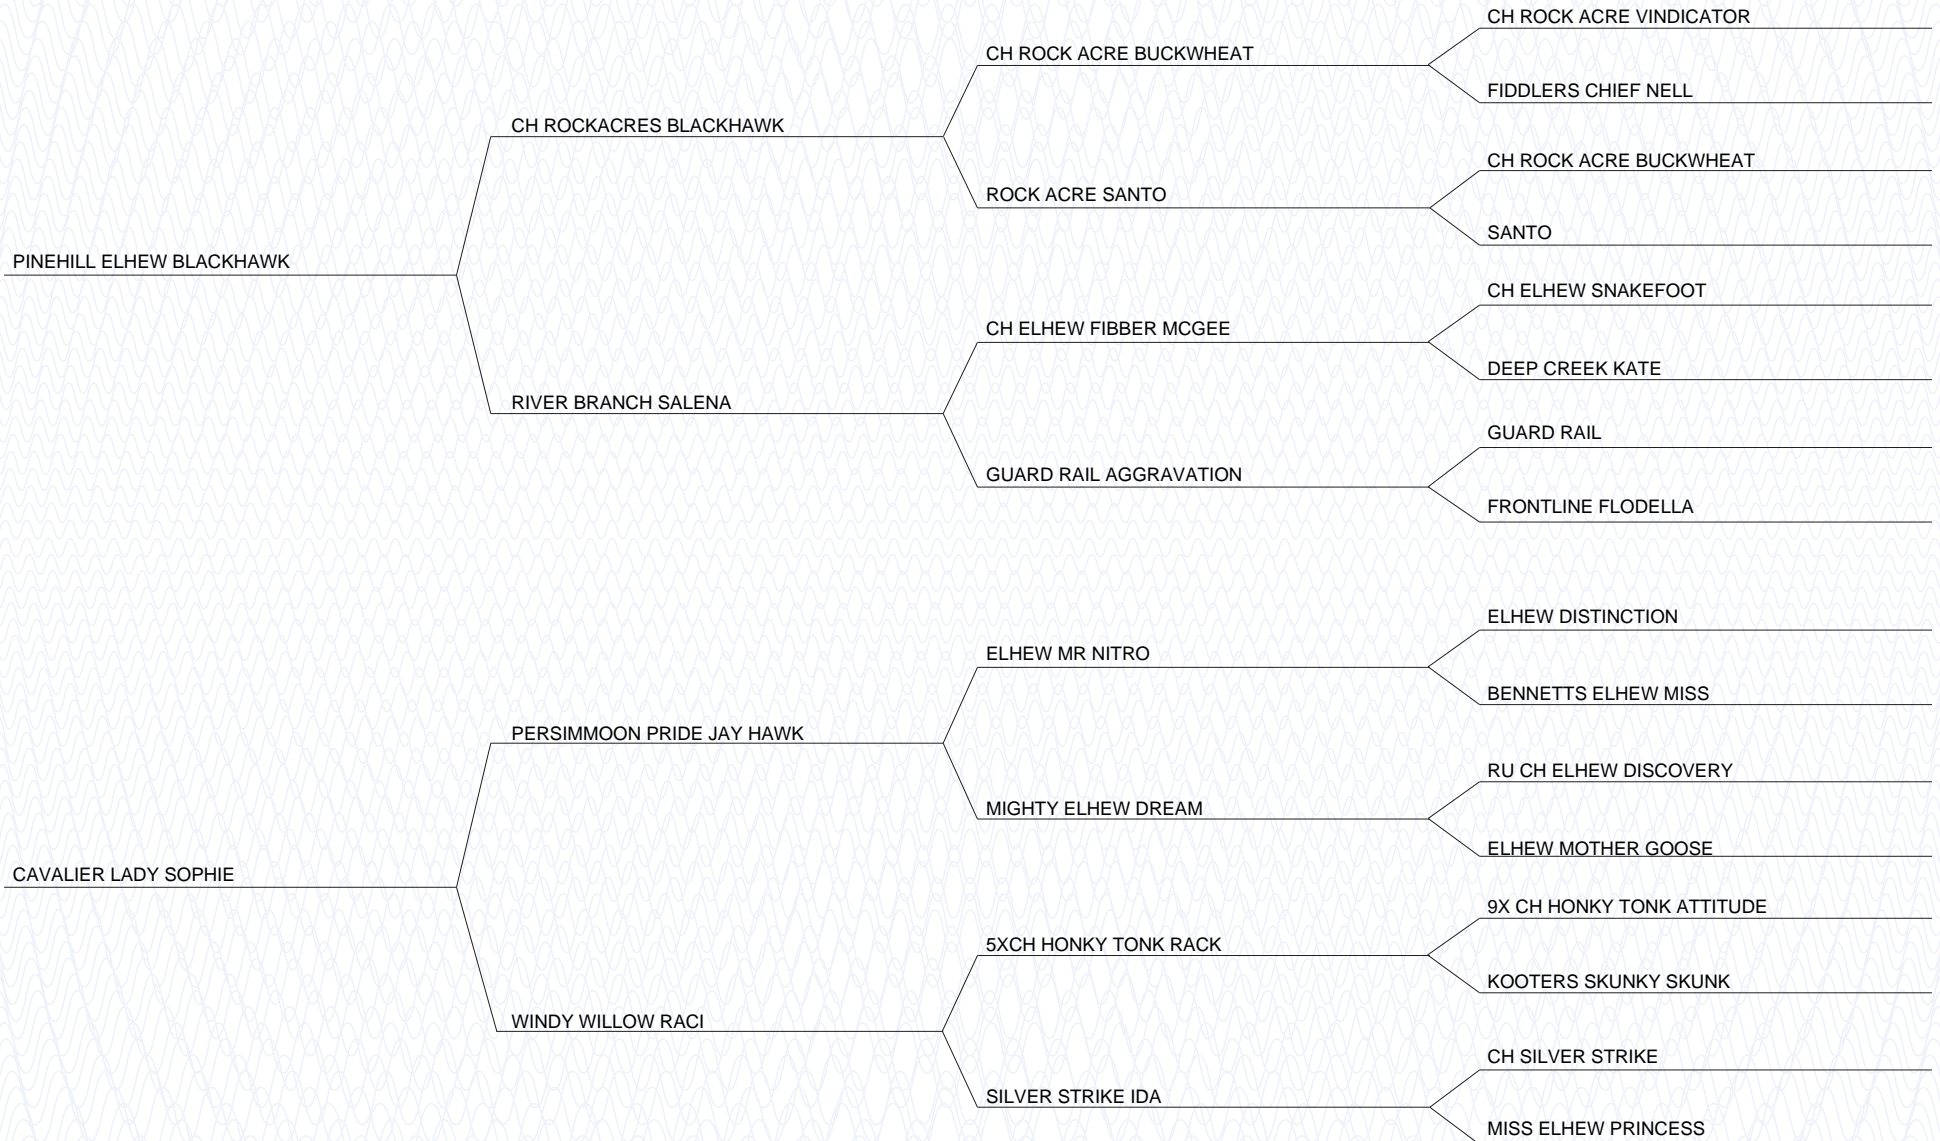 CH ROCK ACRE VINDICATOR
CH ROCK ACRE BUCKWHEAT
FIDDLERS CHIEF NELL
CH ROCKACRES BLACKHAWK
CH ROCK ACRE BUCKWHEAT
ROCK ACRE SANTO
SANTO
PINEHILL ELHEW BLACKHAWK
CH ELHEW SNAKEFOOT
CH ELHEW FIBBER MCGEE
DEEP CREEK KATE
RIVER BRANCH SALENA
GUARD RAIL
GUARD RAIL AGGRAVATION
FRONTLINE FLODELLA
ELHEW DISTINCTION
ELHEW MR NITRO
BENNETTS ELHEW MISS
PERSIMMOON PRIDE JAY HAWK
RU CH ELHEW DISCOVERY
MIGHTY ELHEW DREAM
ELHEW MOTHER GOOSE
CAVALIER LADY SOPHIE
9X CH HONKY TONK ATTITUDE
5XCH HONKY TONK RACK
KOOTERS SKUNKY SKUNK
WINDY WILLOW RACI
CH SILVER STRIKE
SILVER STRIKE IDA
MISS ELHEW PRINCESS